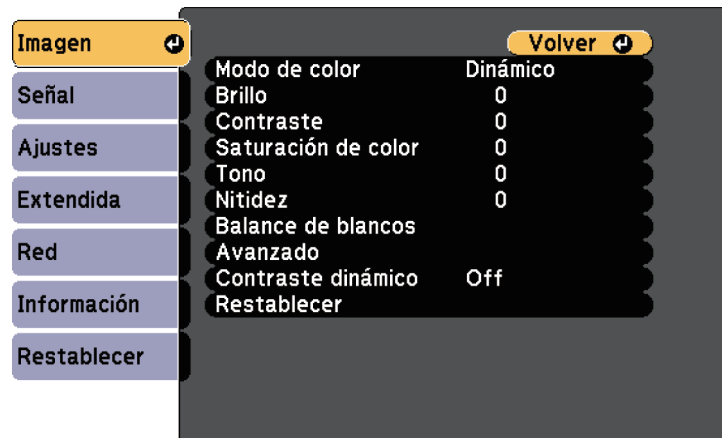 Imagen
Señal
Ajustes
Extendida
Red
Información
Restablecer
Volver
Modo de color Dinámico
Brillo 0
Contraste 0
Saturación de color 0
Tono 0
Nitidez 0
Balance de blancos
Avanzado
Contraste dinámico Off
Restablecer